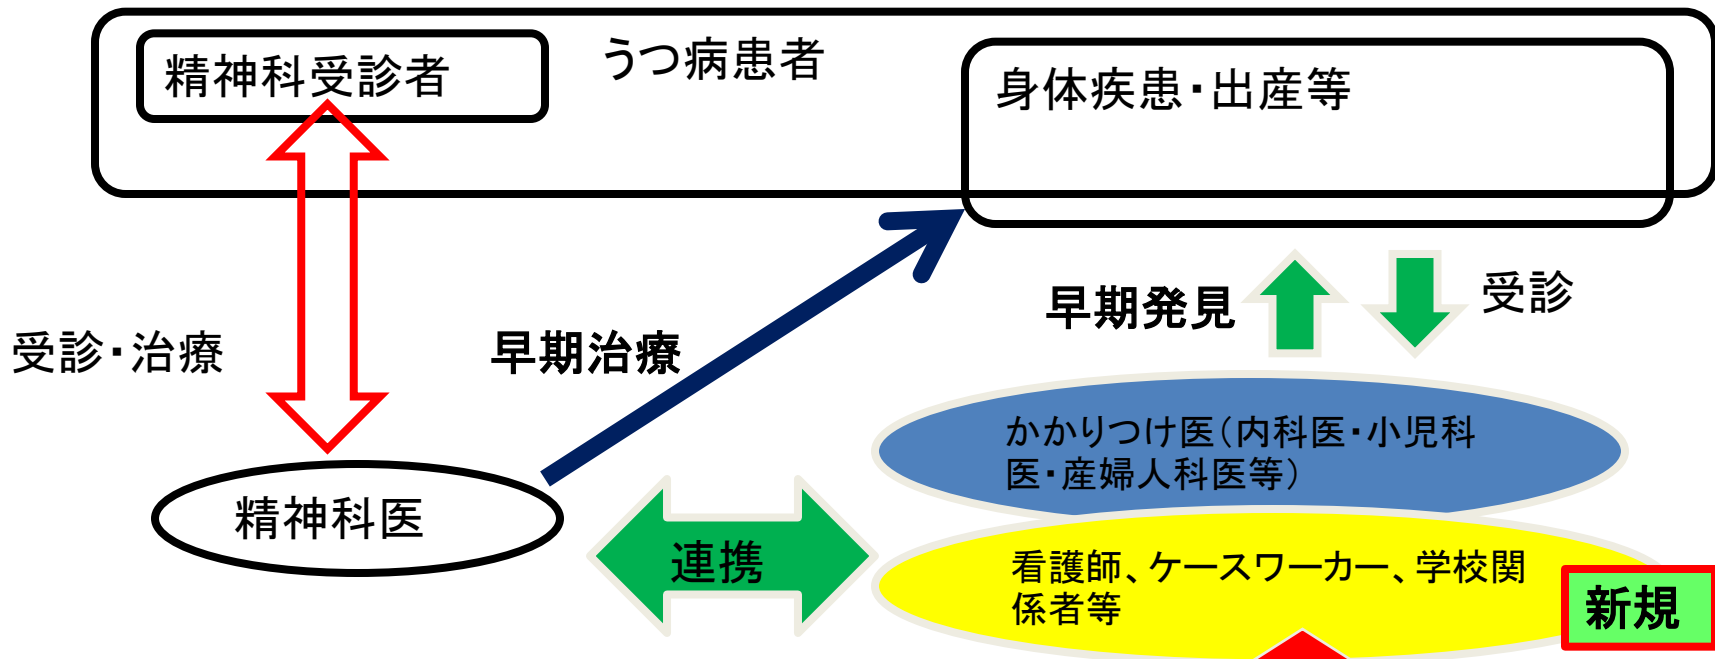 うつ病患者
精神科受診者
身体疾患・出産等
早期発見
受診
受診・治療
早期治療
かかりつけ医（内科医・小児科
医・産婦人科医等）
精神科医
連携
看護師、ケースワーカー、学校関
係者等
新規